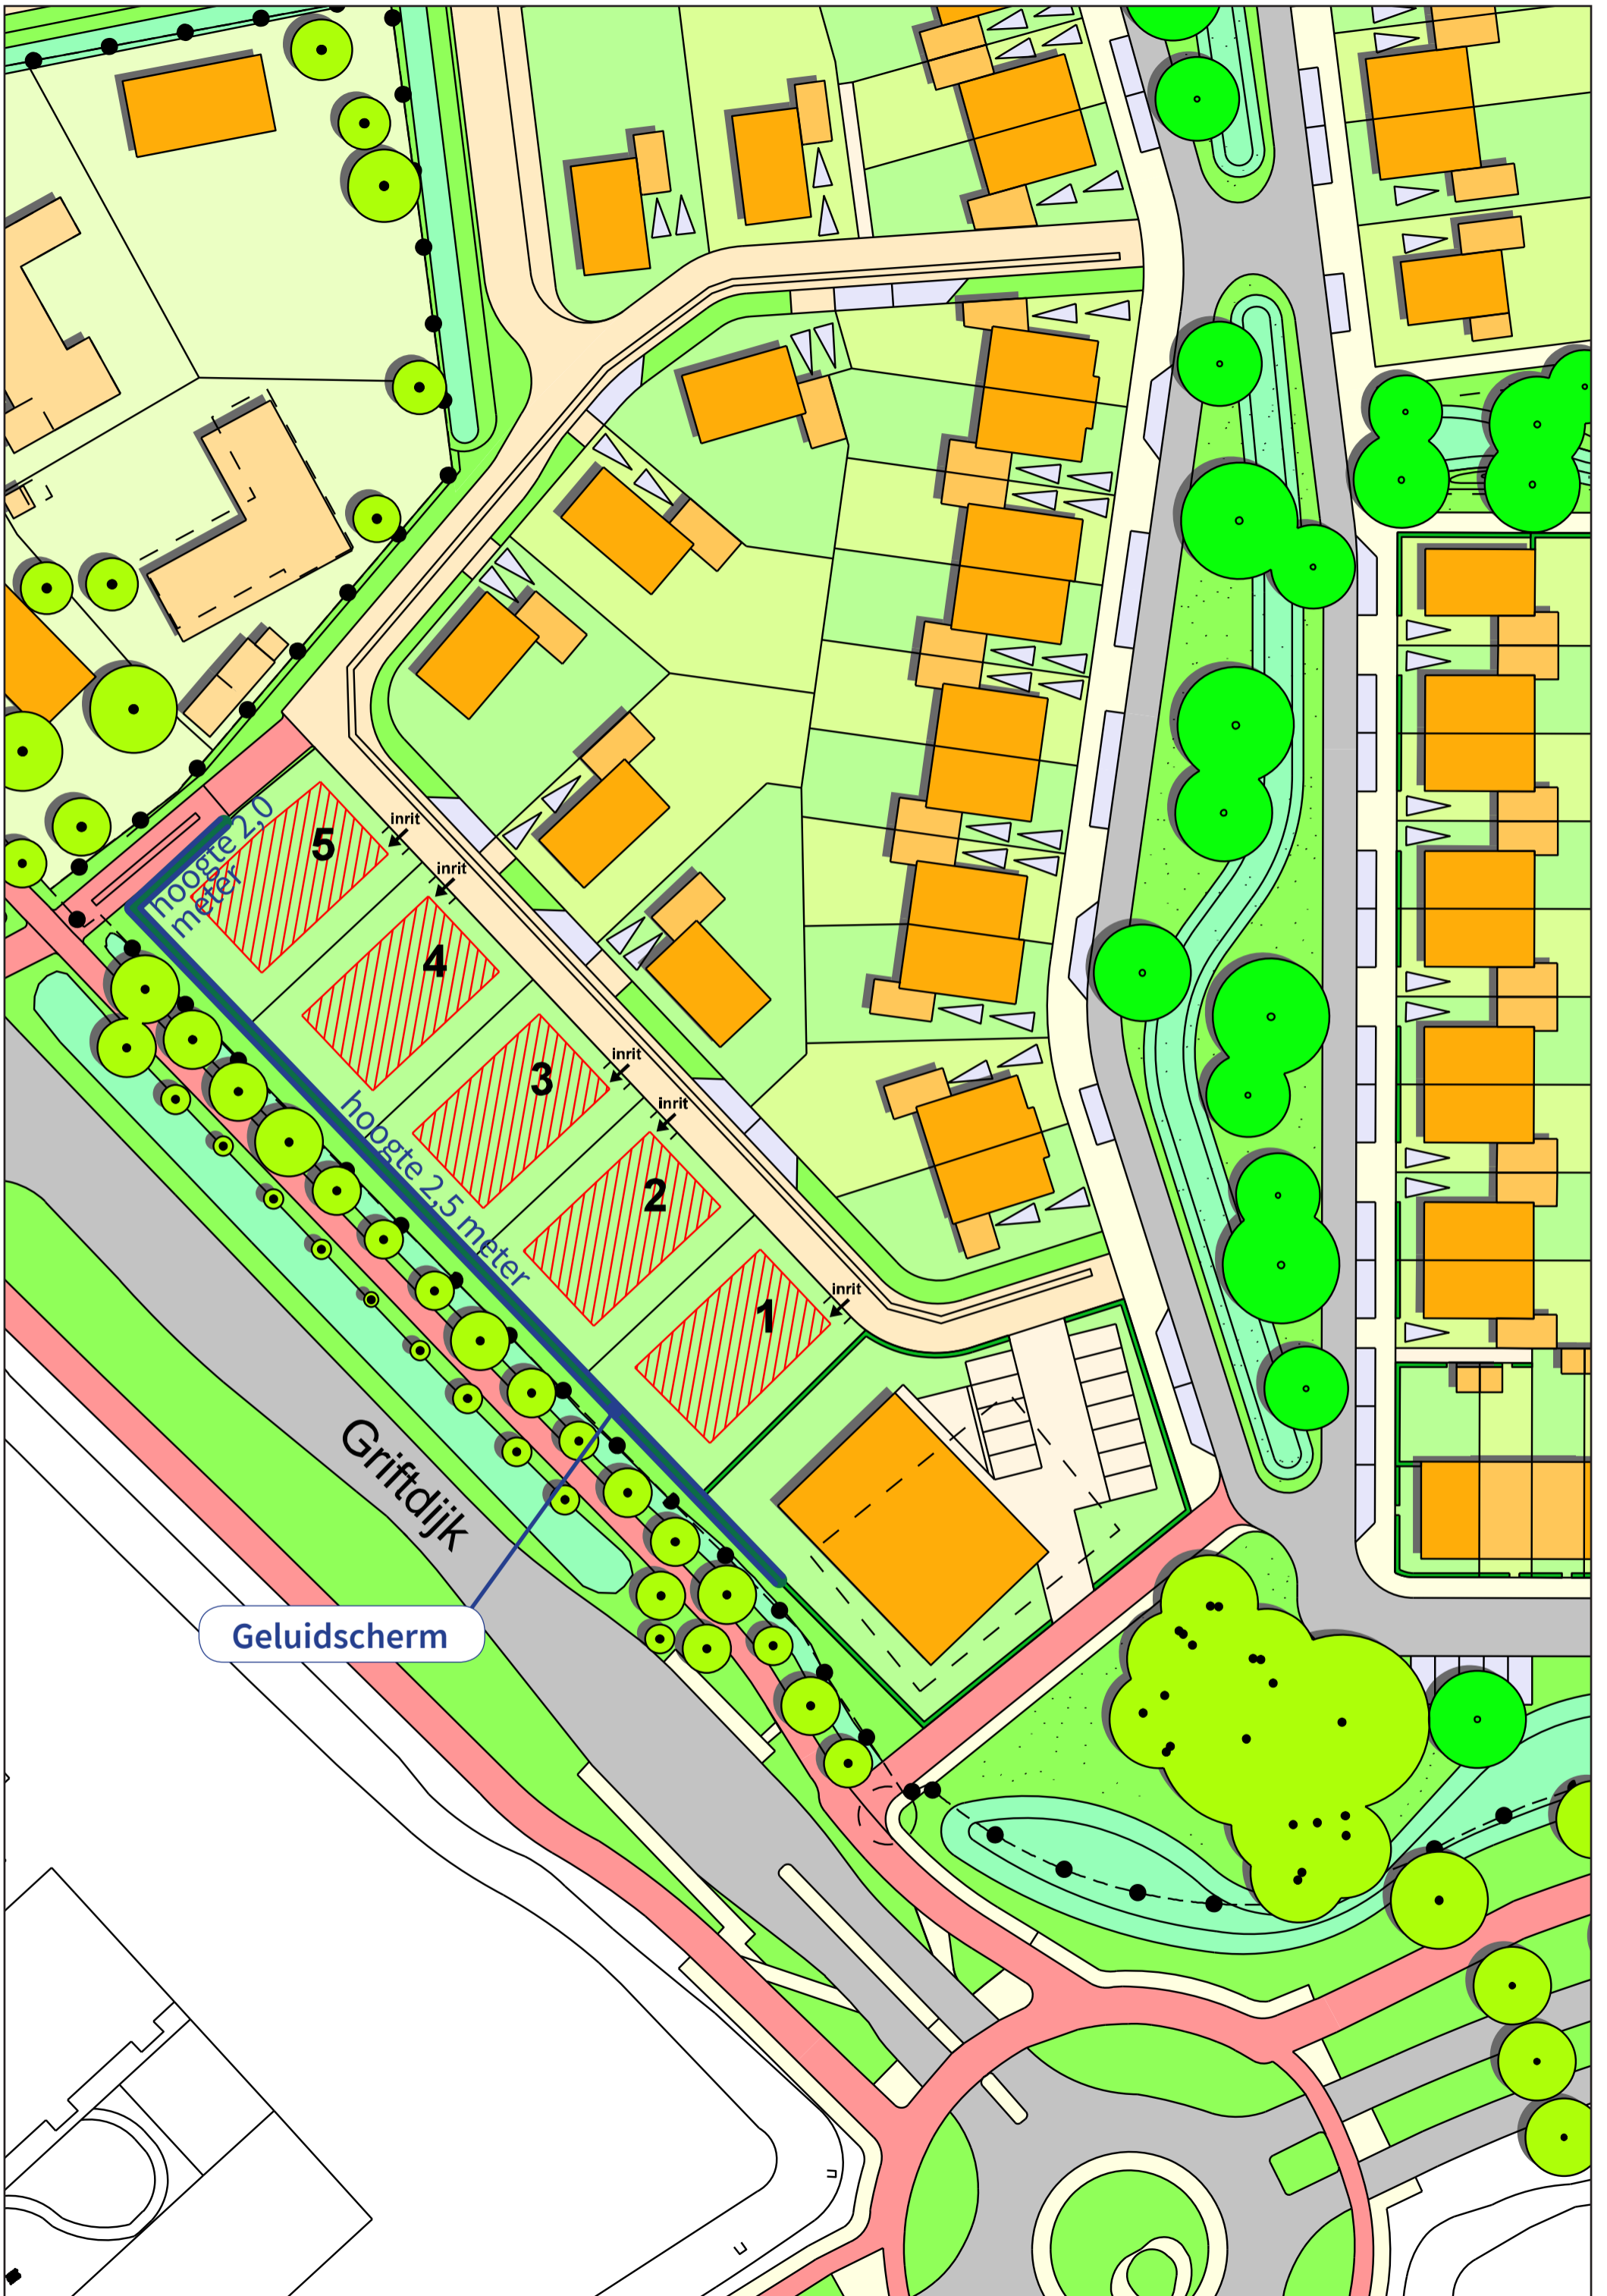 hoogte 2,0
meter
5
inrit
inrit
4
3
inrit
hoogte 2,5 meter
inrit
2
1
inrit
Griftdijk
Geluidscherm